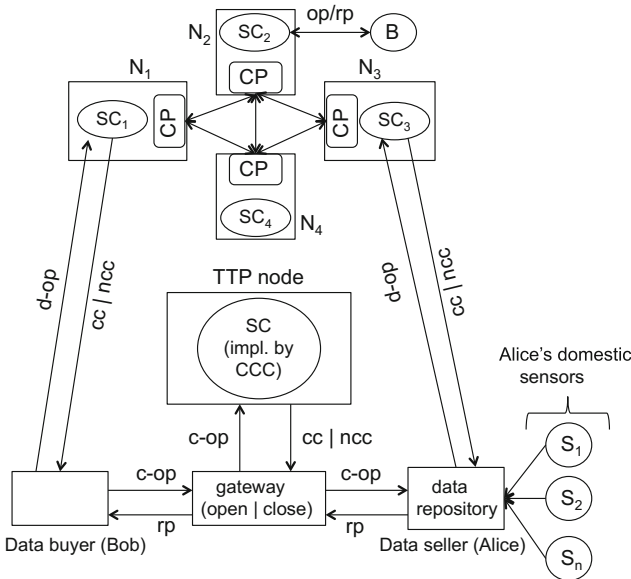 op/rp
N2
SC2
B
N1
CP
N3
SC1
CP
CP
SC3
CP
SC4
N4
d-op
cc | ncc
TTP node
d-op
cc | ncc
SC
(impl. by
CCC)
Alice's domestic
sensors
c-op
cc | ncc
S1
c-op
gateway
(open | close)
c-op
data
repository
S2
rp
rp
Data buyer (Bob)
Data seller (Alice)
Sn